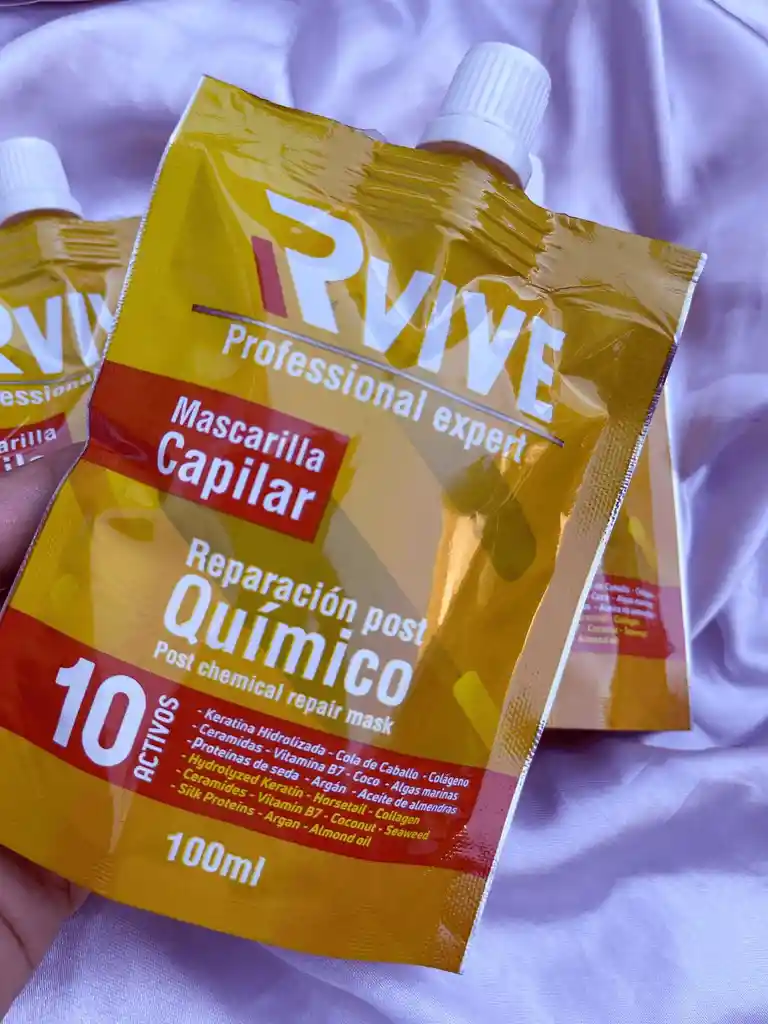 RVIVE
Professional expert
Mascarilla
Capilar
Reparación post
Químico
Post chemical repair mask
10
ACTIVOS
- Keratina Hidrolizada - Cola de Caballo - Colágeno
- Ceramidas - Vitamina B7 - Coco - Algas marinas
- Proteínas de seda - Argán - Aceite de almendras
- Hydrolyzed Keratin - Horsetail - Collagen
- Ceramides - Vitamin B7 - Coconut - Seaweed
- Silk Proteins - Argan - Almond oil
100ml